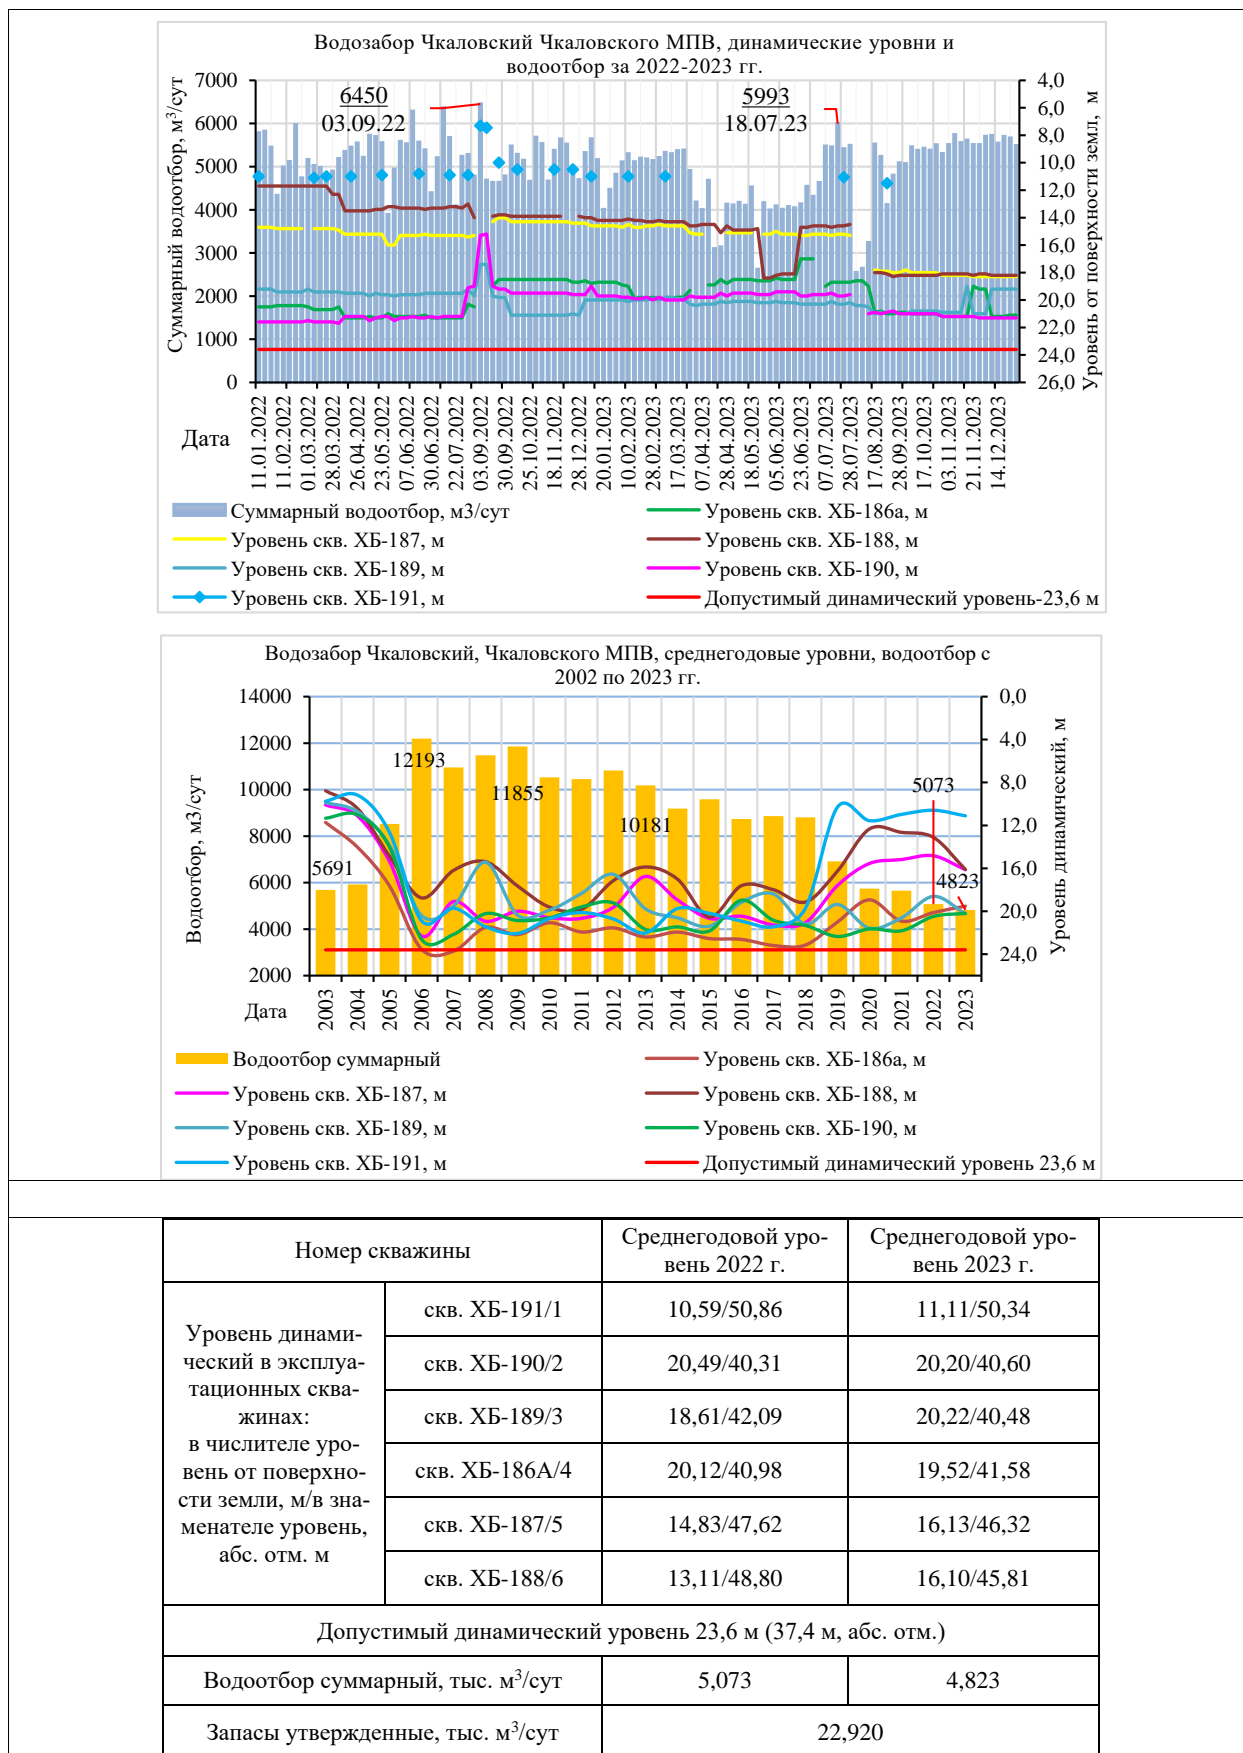 Водозабор Чкаловский Чкаловского МПВ, динамические уровни и
водоотбор за 2022-2023 гг.
Суммарный водоотбор, м³/сут
7000
6000
5000
4000
3000
2000
1000
0
6450
03.09.22
5993
18.07.23
4,0
6,0
8,0
10,0
12,0
14,0
16,0
18,0
20,0
22,0
24,0
26,0
Уровень от поверхности земл, м
Дата
11.01.2022
11.02.2022
01.03.2022
28.03.2022
26.04.2022
23.05.2022
07.06.2022
30.06.2022
22.07.2022
03.09.2022
30.09.2022
25.10.2022
18.11.2022
28.12.2022
20.01.2023
10.02.2023
28.02.2023
17.03.2023
07.04.2023
28.04.2023
18.05.2023
05.06.2023
23.06.2023
07.07.2023
28.07.2023
17.08.2023
28.09.2023
17.10.2023
03.11.2023
21.11.2023
14.12.2023
Суммарный водоотбор, м3/сут
Уровень скв. ХБ-186а, м
Уровень скв. ХБ-187, м
Уровень скв. ХБ-188, м
Уровень скв. ХБ-189, м
Уровень скв. ХБ-190, м
Уровень скв. ХБ-191, м
Допустимый динамический уровень-23,6 м
Водозабор Чкаловский, Чкаловского МПВ, среднегодовые уровни, водоотбор с
2002 по 2023 гг.
Водоотбор, м3/сут
14000
12000
10000
8000
6000
4000
2000
5691
12193
11855
10181
5073
4823
0,0
4,0
8,0
12,0
16,0
20,0
24,0
Уровень динамический, м
Дата
2003
2004
2005
2006
2007
2008
2009
2010
2011
2012
2013
2014
2015
2016
2017
2018
2019
2020
2021
2022
2023
Водоотбор суммарный
Уровень скв. ХБ-186а, м
Уровень скв. ХБ-187, м
Уровень скв. ХБ-188, м
Уровень скв. ХБ-189, м
Уровень скв. ХБ-190, м
Уровень скв. ХБ-191, м
Допустимый динамический уровень 23,6 м
Номер скважины
Среднегодовой уро-
вень 2022 г.
Среднегодовой уро-
вень 2023 г.
Уровень динами-
ческий в эксплуа-
тационных сква-
жинах:
в числителе уро-
вень от поверхно-
сти земли, м/в зна-
менателе уровень,
абс. отм. м
скв. ХБ-191/1
10,59/50,86
11,11/50,34
скв. ХБ-190/2
20,49/40,31
20,20/40,60
скв. ХБ-189/3
18,61/42,09
20,22/40,48
скв. ХБ-186А/4
20,12/40,98
19,52/41,58
скв. ХБ-187/5
14,83/47,62
16,13/46,32
скв. ХБ-188/6
13,11/48,80
16,10/45,81
Допустимый динамический уровень 23,6 м (37,4 м, абс. отм.)
Водоотбор суммарный, тыс. м³/сут
5,073
4,823
Запасы утвержденные, тыс. м³/сут
22,920